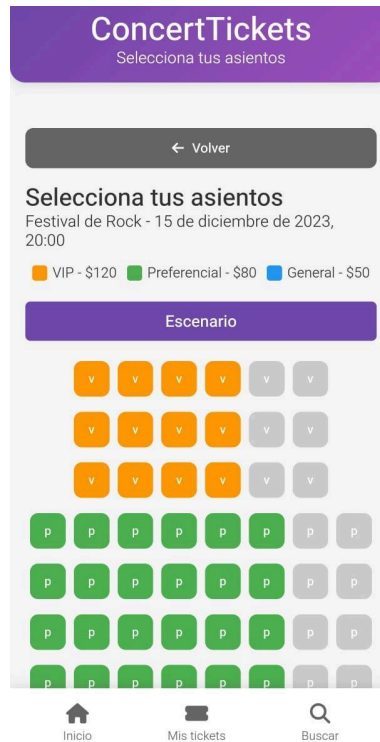 ConcertTickets
Selecciona tus asientos
← Volver
Selecciona tus asientos
Festival de Rock - 15 de diciembre de 2023,
20:00
VIP - $120 Preferencial - $80 General - $50
Escenario
v v v v v v
v v v v v v
v v v v v v
p p p p p p p p
p p p p p p p p
p p p p p p p p
p p p p p p p p
Inicio Mis tickets Buscar